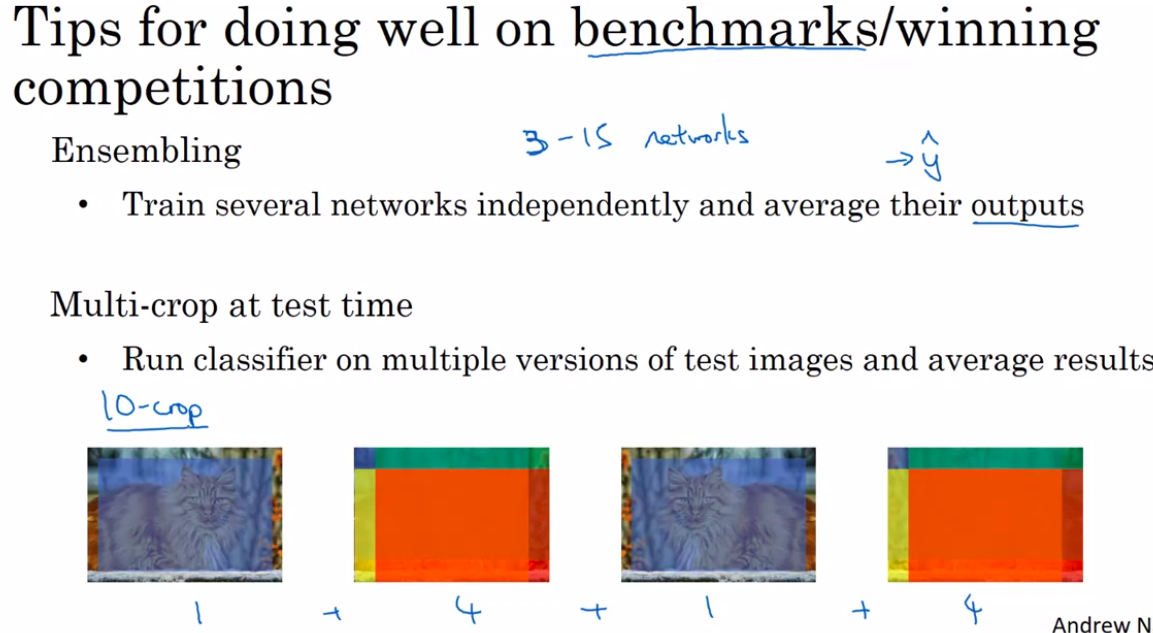 Tips for doing well on benchmarks/winning
competitions
Ensembling
3-15 networks
→ ŷ
• Train several networks independently and average their outputs
Multi-crop at test time
• Run classifier on multiple versions of test images and average results
10-crop
1 + 4 + 1 + 4
Andrew N